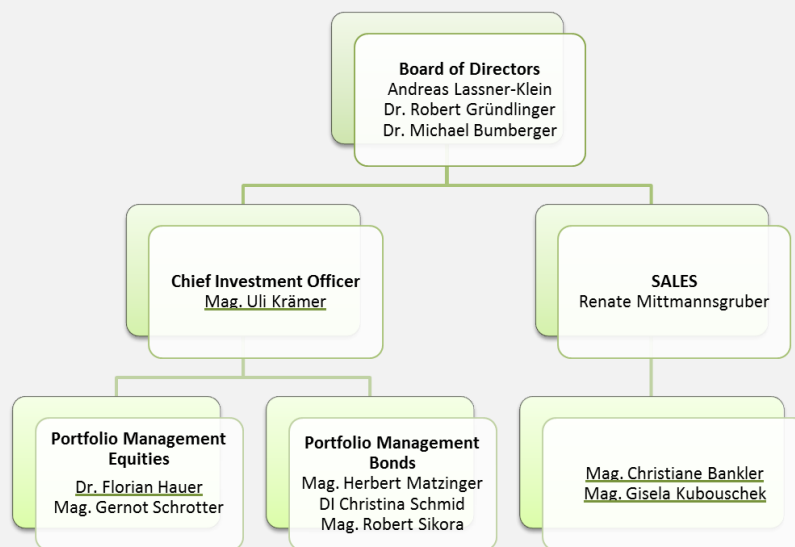 Board of Directors
Andreas Lassner-Klein
Dr. Robert Gründlinger
Dr. Michael Bumberger
Chief Investment Officer
Mag. Uli Krämer
SALES
Renate Mittmannsgruber
Portfolio Management
Equities
Dr. Florian Hauer
Mag. Gernot Schrotter
Portfolio Management
Bonds
Mag. Herbert Matzinger
DI Christina Schmid
Mag. Robert Sikora
Mag. Christiane Bankler
Mag. Gisela Kubouschek